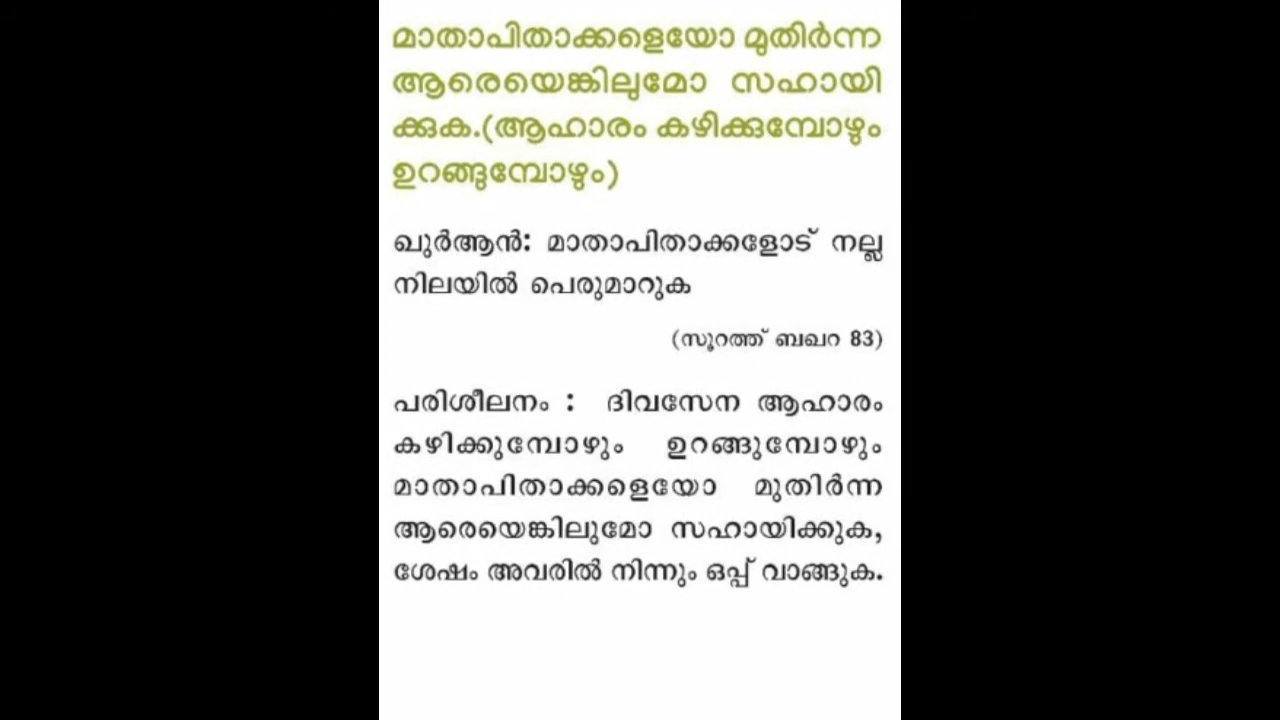 മാതാപിതാക്കളെയോ മുതിർന്ന
ആരെയെങ്കിലുമോ സഹായി
ക്കുക.(ആഹാരം കഴിക്കുമ്പോഴും
ഉറങ്ങുമ്പോഴും)
ഖുർആൻ: മാതാപിതാക്കളോട് നല്ല
നിലയിൽ പെരുമാറുക
(സൂറത്ത് ബഖറ 83)
പരിശീലനം : ദിവസേന ആഹാരം
കഴിക്കുമ്പോഴും ഉറങ്ങുമ്പോഴും
മാതാപിതാക്കളെയോ മുതിർന്ന
ആരെയെങ്കിലുമോ സഹായിക്കുക,
ശേഷം അവരിൽ നിന്നും ഒപ്പ് വാങ്ങുക.